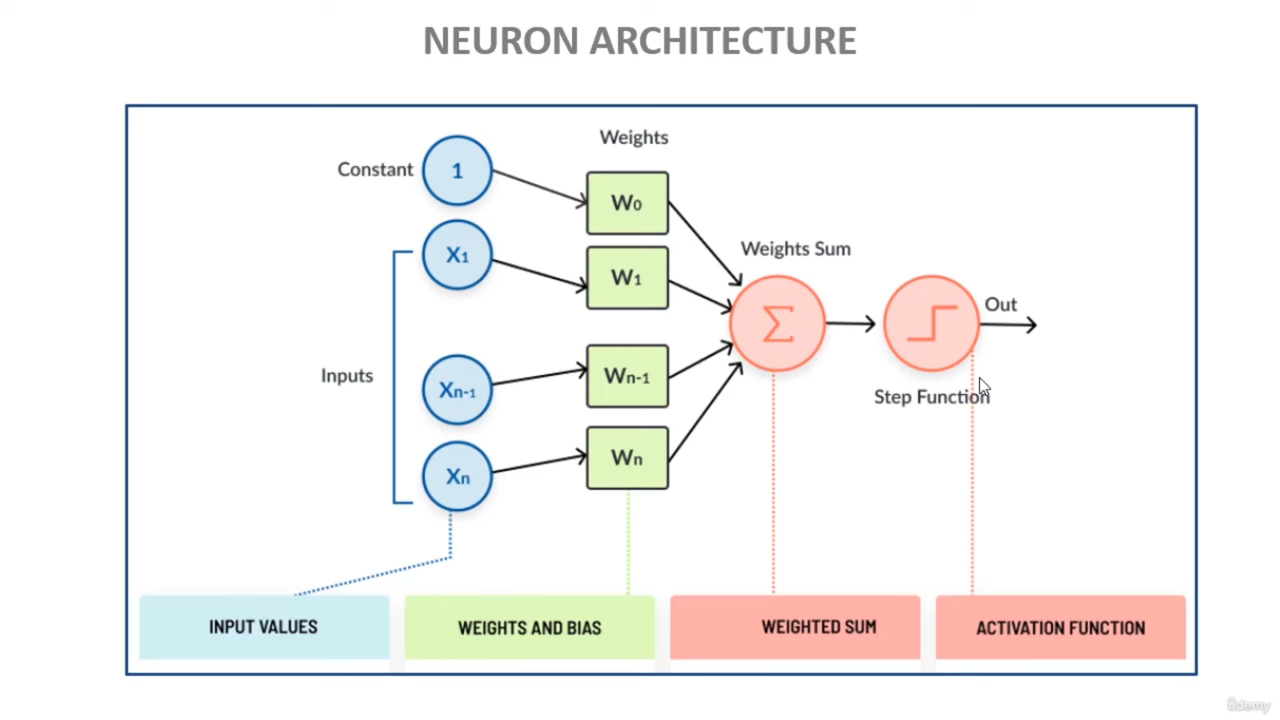 NEURON ARCHITECTURE
Weights
Constant
1
W0
X1
W1
Weights Sum
Σ
Out
Inputs
Xn-1
Wn-1
Step Function
Xn
Wn
INPUT VALUES
WEIGHTS AND BIAS
WEIGHTED SUM
ACTIVATION FUNCTION
ûdemy